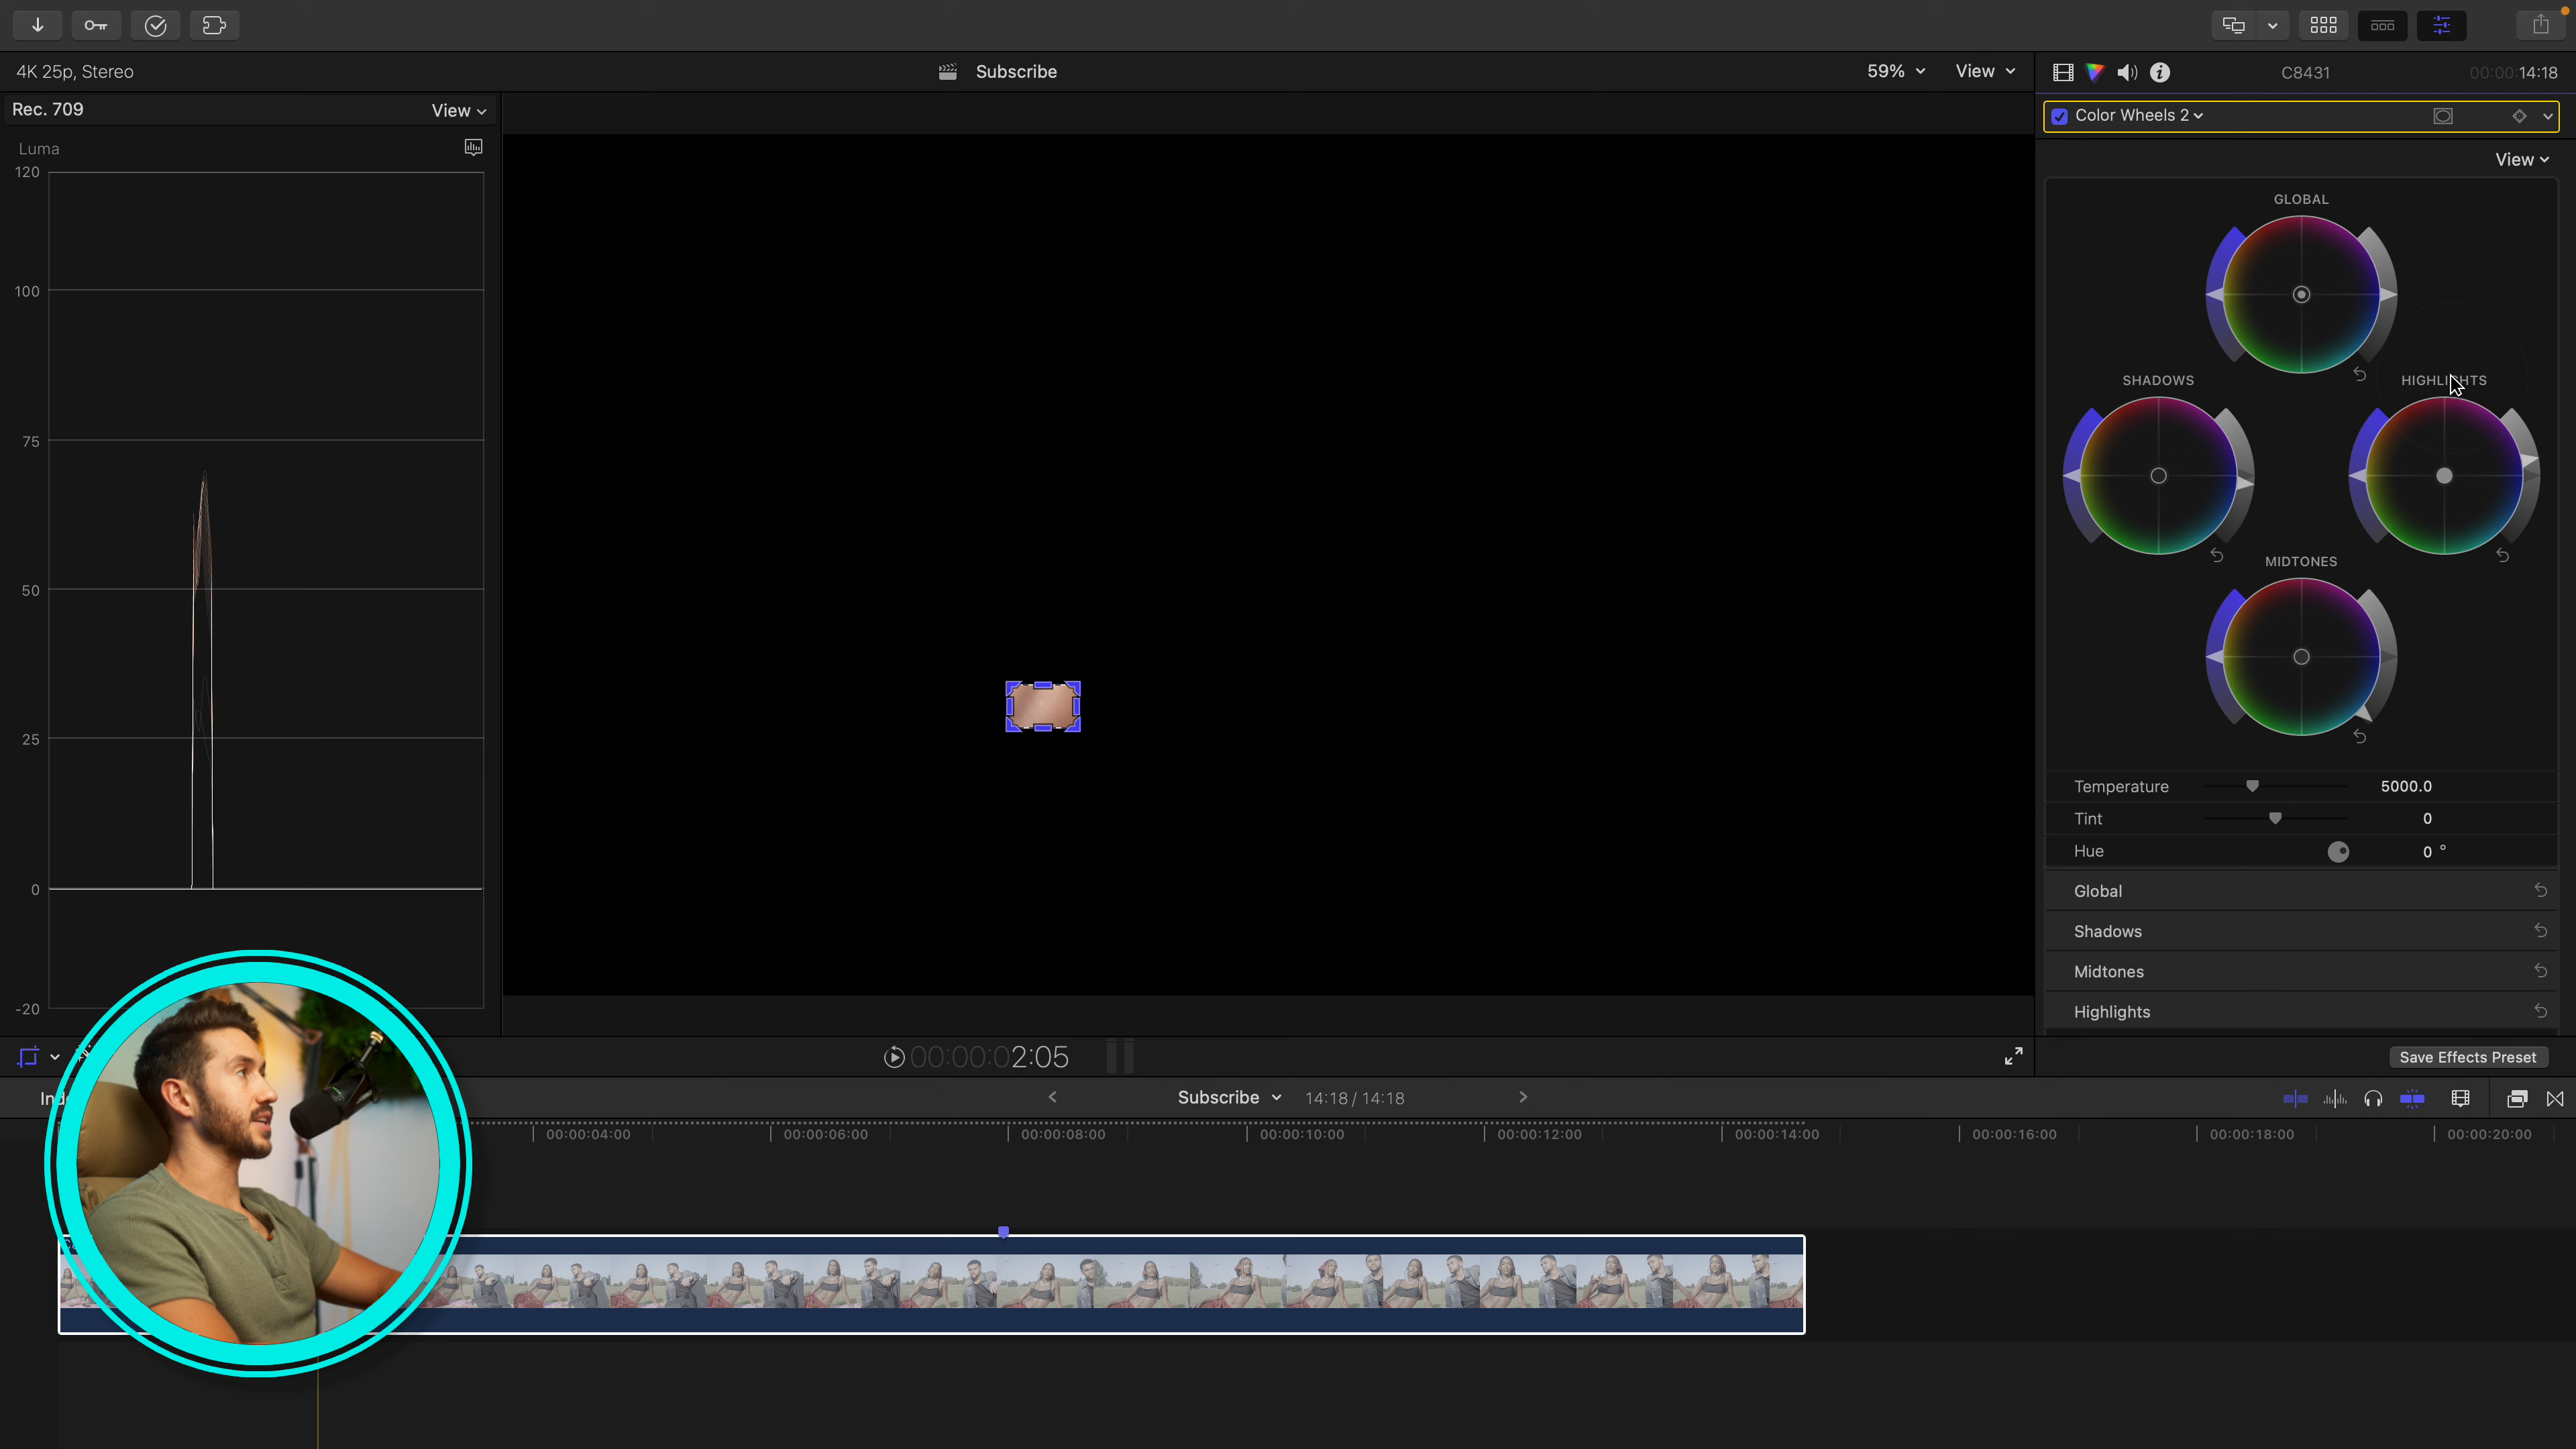 4K 25p, Stereo
Subscribe
59%
View
C8431
00:00:00:14:18
Rec. 709
View
Color Wheels 2
View
Luma
120
100
75
50
25
0
-20
GLOBAL
SHADOWS
HIGHLIGHTS
MIDTONES
Temperature
5000.0
Tint
0
Hue
0 °
Global
Shadows
Midtones
Highlights
00:00:02:05
Save Effects Preset
Subscribe
14:18 / 14:18
00:00:04:00
00:00:06:00
00:00:08:00
00:00:10:00
00:00:12:00
00:00:14:00
00:00:16:00
00:00:18:00
00:00:20:00